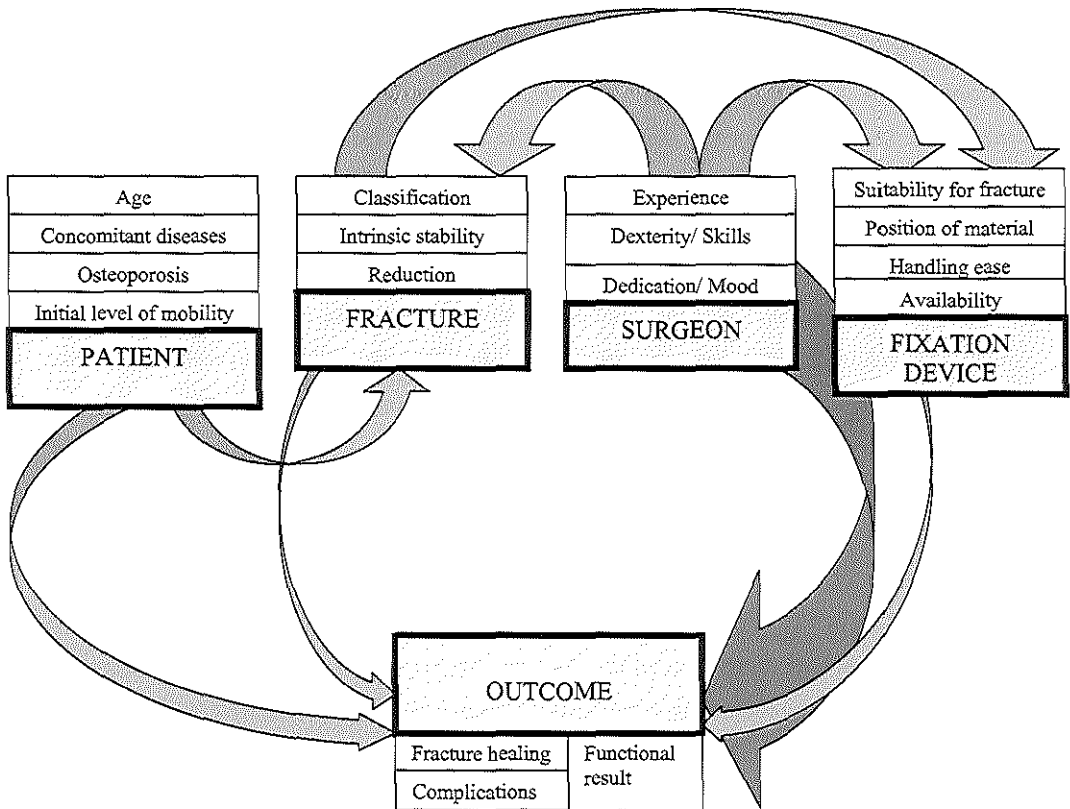 Age
Concomitant diseases
Osteoporosis
Initial level of mobility
PATIENT
Classification
Intrinsic stability
Reduction
FRACTURE
Experience
Dexterity/ Skills
Dedication/ Mood
SURGEON
Suitability for fracture
Position of material
Handling ease
Availability
FIXATION
DEVICE
OUTCOME
Fracture healing
Complications
Functional
result